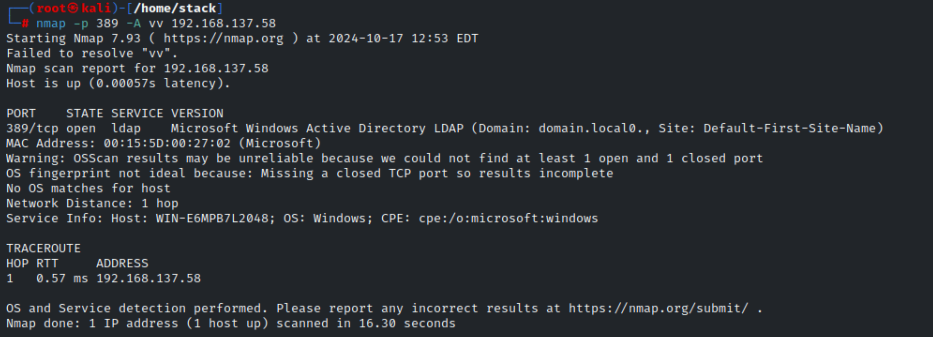 ┌──(root㉿kali)-[/home/stack]
└─# nmap -p 389 -A vv 192.168.137.58
Starting Nmap 7.93 ( https://nmap.org ) at 2024-10-17 12:53 EDT
Failed to resolve "vv".
Nmap scan report for 192.168.137.58
Host is up (0.00057s latency).

PORT    STATE SERVICE VERSION
389/tcp open  ldap    Microsoft Windows Active Directory LDAP (Domain: domain.local0., Site: Default-First-Site-Name)
MAC Address: 00:15:5D:00:27:02 (Microsoft)
Warning: OSScan results may be unreliable because we could not find at least 1 open and 1 closed port
OS fingerprint not ideal because: Missing a closed TCP port so results incomplete
No OS matches for host
Network Distance: 1 hop
Service Info: Host: WIN-E6MPB7L2048; OS: Windows; CPE: cpe:/o:microsoft:windows

TRACEROUTE
HOP RTT     ADDRESS
1   0.57 ms 192.168.137.58

OS and Service detection performed. Please report any incorrect results at https://nmap.org/submit/ .
Nmap done: 1 IP address (1 host up) scanned in 16.30 seconds